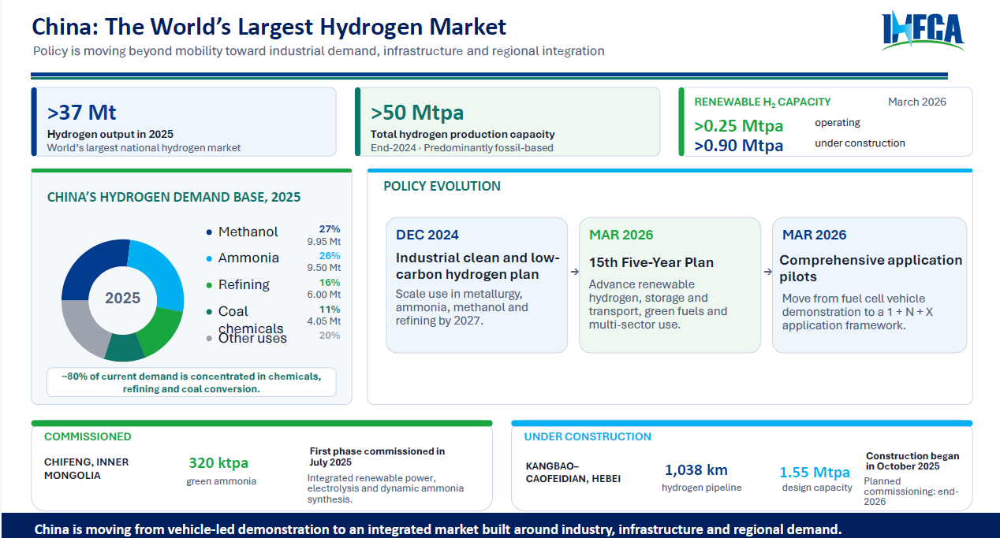 China: The World's Largest Hydrogen Market
Policy is moving beyond mobility toward industrial demand, infrastructure and regional integration
IHFCA
>37 Mt
Hydrogen output in 2025
World's largest national hydrogen market
>50 Mtpa
Total hydrogen production capacity
End-2024 · Predominantly fossil-based
RENEWABLE H₂ CAPACITY
March 2026
>0.25 Mtpa
operating
>0.90 Mtpa
under construction
CHINA'S HYDROGEN DEMAND BASE, 2025
2025
• Methanol
27%
9.95 Mt
• Ammonia
26%
9.50 Mt
• Refining
16%
6.00 Mt
• Coal
chemicals
11%
4.05 Mt
• Other uses
20%
~80% of current demand is concentrated in chemicals,
refining and coal conversion.
POLICY EVOLUTION
DEC 2024
Industrial clean and low-
carbon hydrogen plan
Scale use in metallurgy,
ammonia, methanol and
refining by 2027.
→
MAR 2026
15th Five-Year Plan
Advance renewable
hydrogen, storage and
transport, green fuels and
multi-sector use.
→
MAR 2026
Comprehensive application
pilots
Move from fuel cell vehicle
demonstration to a 1 + N + X
application framework.
COMMISSIONED
CHIFENG, INNER
MONGOLIA
320 ktpa
green ammonia
First phase commissioned in
July 2025
Integrated renewable power,
electrolysis and dynamic ammonia
synthesis.
UNDER CONSTRUCTION
KANGBAO–
CAOFEIDIAN, HEBEI
1,038 km
hydrogen pipeline
1.55 Mtpa
design capacity
Construction began
in October 2025
Planned
commissioning: end-
2026
China is moving from vehicle-led demonstration to an integrated market built around industry, infrastructure and regional demand.